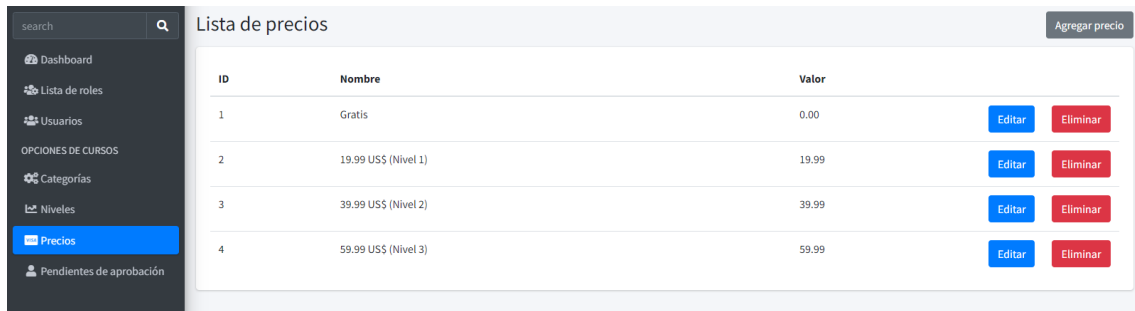 search
Dashboard
Lista de roles
Usuarios
OPCIONES DE CURSOS
Categorías
Niveles
VISA Precios
Pendientes de aprobación
Lista de precios
Agregar precio
ID Nombre Valor
1 Gratis 0.00 Editar Eliminar
2 19.99 US$ (Nivel 1) 19.99 Editar Eliminar
3 39.99 US$ (Nivel 2) 39.99 Editar Eliminar
4 59.99 US$ (Nivel 3) 59.99 Editar Eliminar